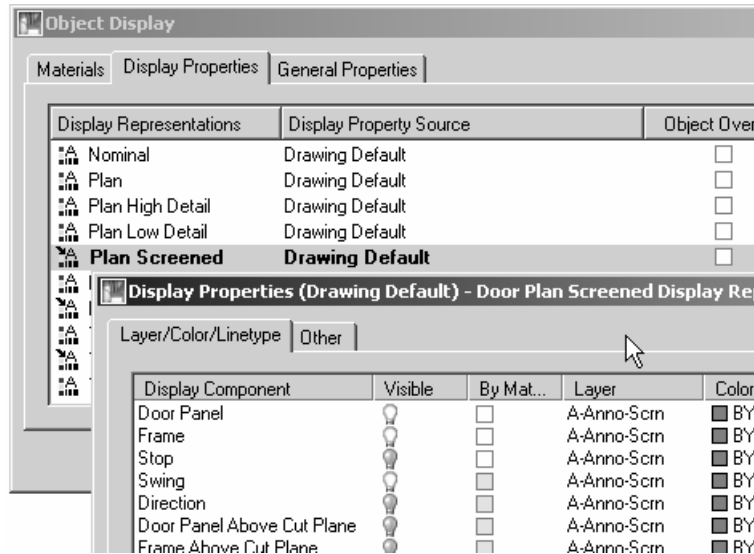 Object Display
Materials Display Properties General Properties
Display Representations Display Property Source Object Over
Nominal Drawing Default
Plan Drawing Default
Plan High Detail Drawing Default
Plan Low Detail Drawing Default
Plan Screened Drawing Default
Display Properties (Drawing Default) - Door Plan Screened Display Re
Layer/Color/Linetype Other
Display Component Visible By Mat... Layer Color
Door Panel A-Anno-Scrn BY
Frame A-Anno-Scrn BY
Stop A-Anno-Scrn BY
Swing A-Anno-Scrn BY
Direction A-Anno-Scrn BY
Door Panel Above Cut Plane A-Anno-Scrn BY
Frame Above Cut Plane A-Anno-Scrn BY